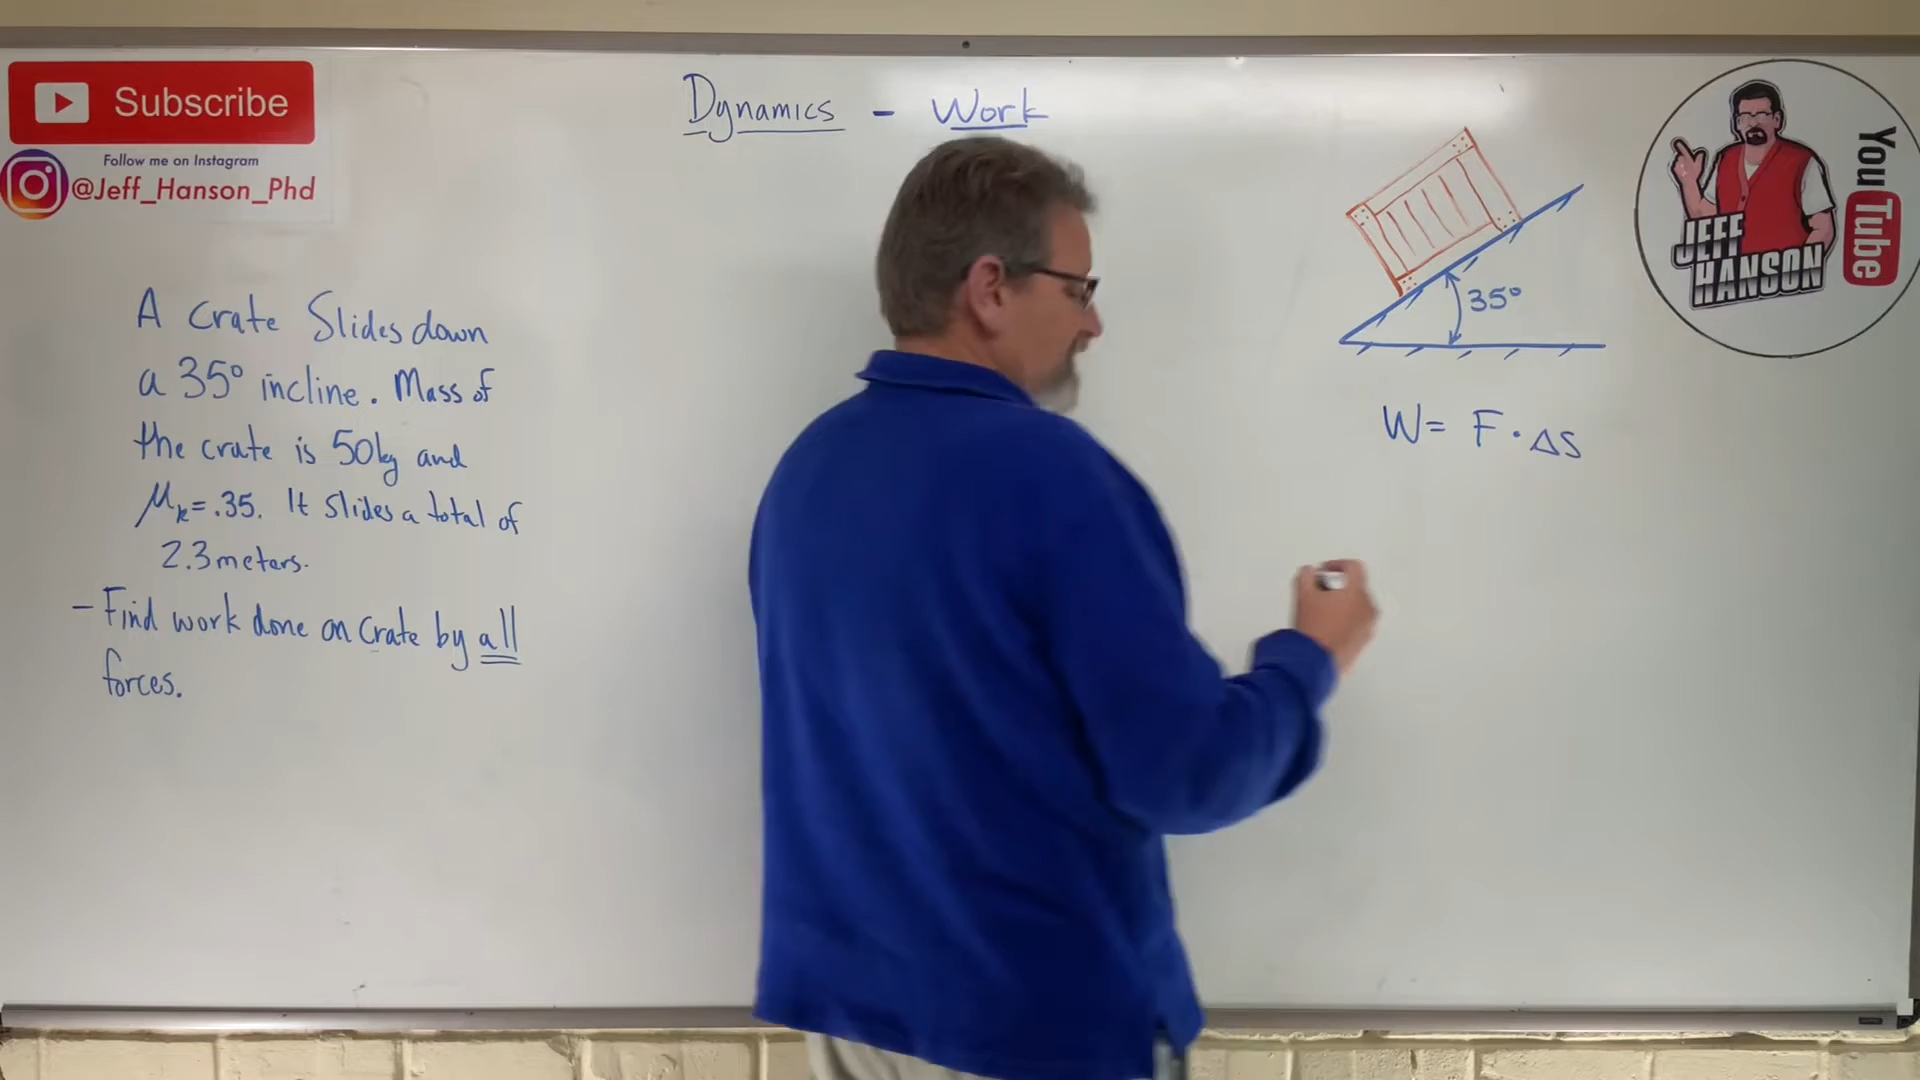 Subscribe
Follow me on Instagram
@Jeff_Hanson_Phd
Dynamics - Work
A crate Slides down
a 35° incline. Mass of
the crate is 50kg and
μk=.35. It slides a total of
2.3 meters.
- Find work done on crate by all
forces.
35°
W= F·ΔS
JEFF
HANSON
YouTube